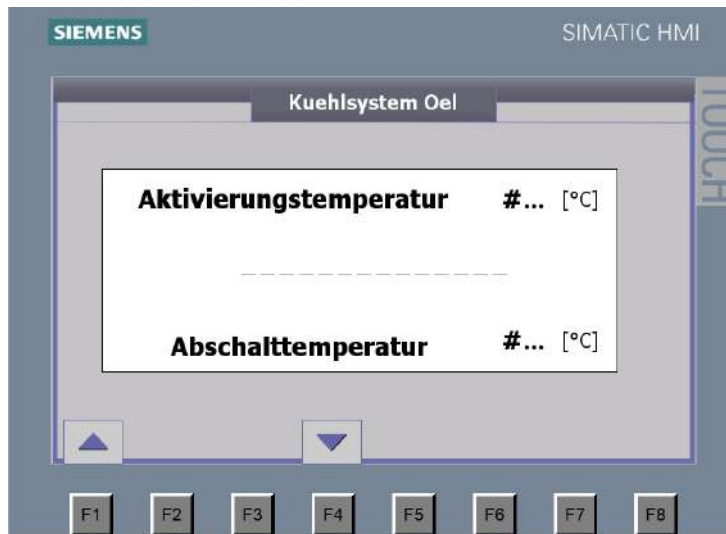 SIEMENS SIMATIC HMI
TOUCH
Kuehlsystem Oel
Aktivierungstemperatur #... [°C]
_ _ _ _ _ _ _ _ _ _ _ _ _ _
Abschalttemperatur #... [°C]
F1 F2 F3 F4 F5 F6 F7 F8